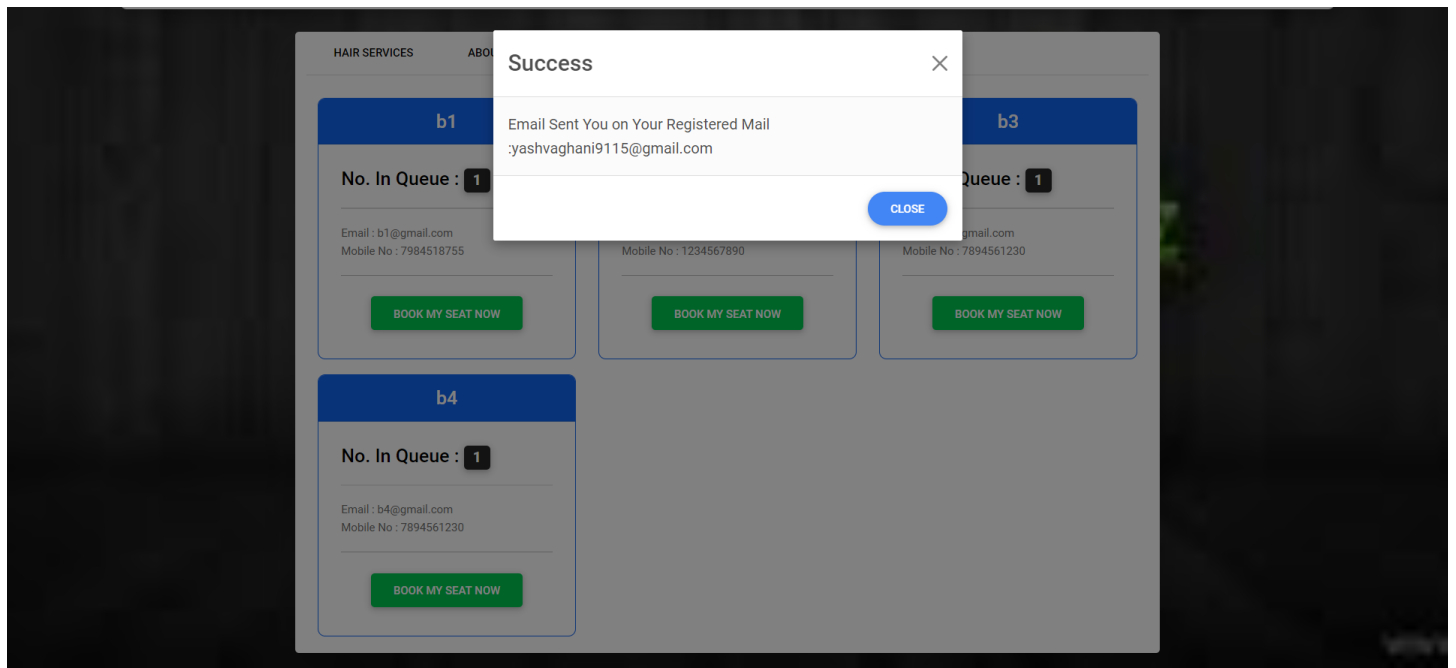 HAIR SERVICES
Success
Email Sent You on Your Registered Mail
:yashvaghani9115@gmail.com
CLOSE
b1
No. In Queue : 1
Email : b1@gmail.com
Mobile No : 7984518755
BOOK MY SEAT NOW
Mobile No : 1234567890
BOOK MY SEAT NOW
b3
Queue : 1
gmail.com
Mobile No : 7894561230
BOOK MY SEAT NOW
b4
No. In Queue : 1
Email : b4@gmail.com
Mobile No : 7894561230
BOOK MY SEAT NOW